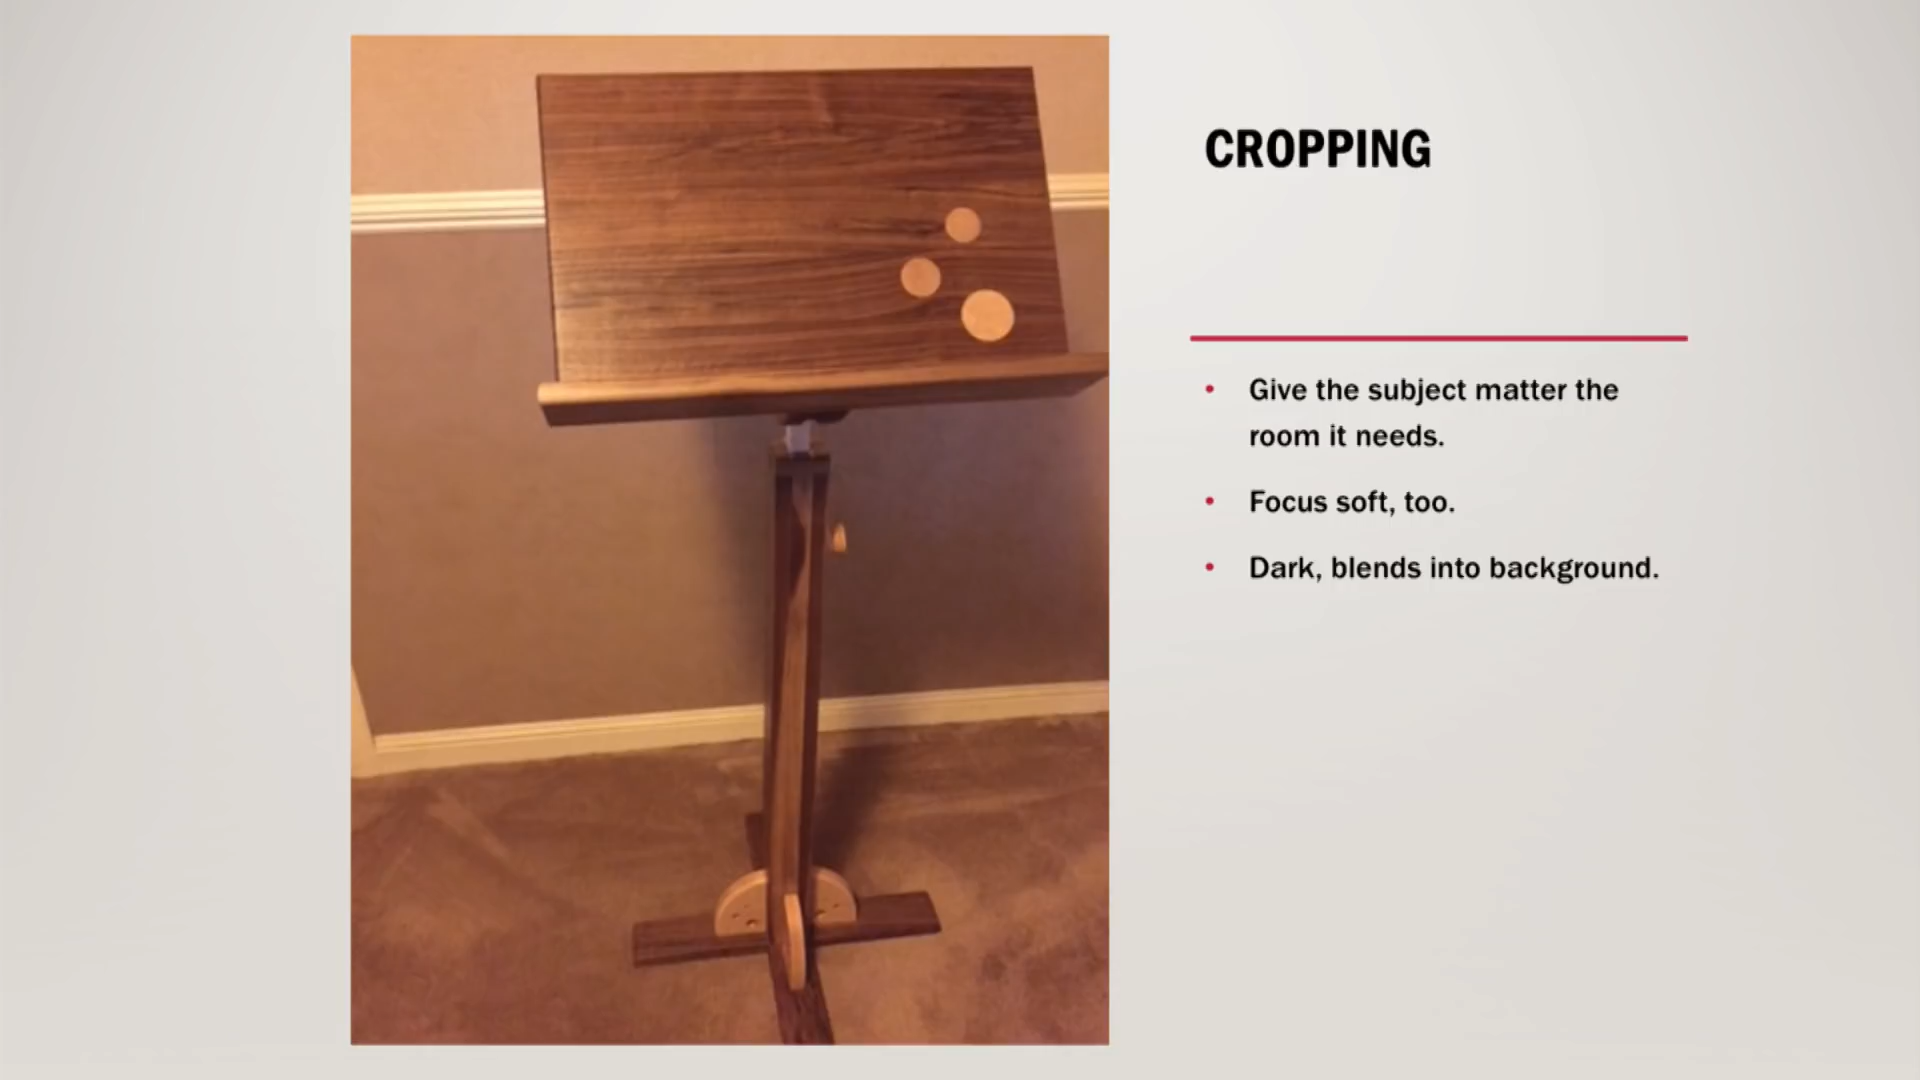 CROPPING
• Give the subject matter the
room it needs.
• Focus soft, too.
• Dark, blends into background.